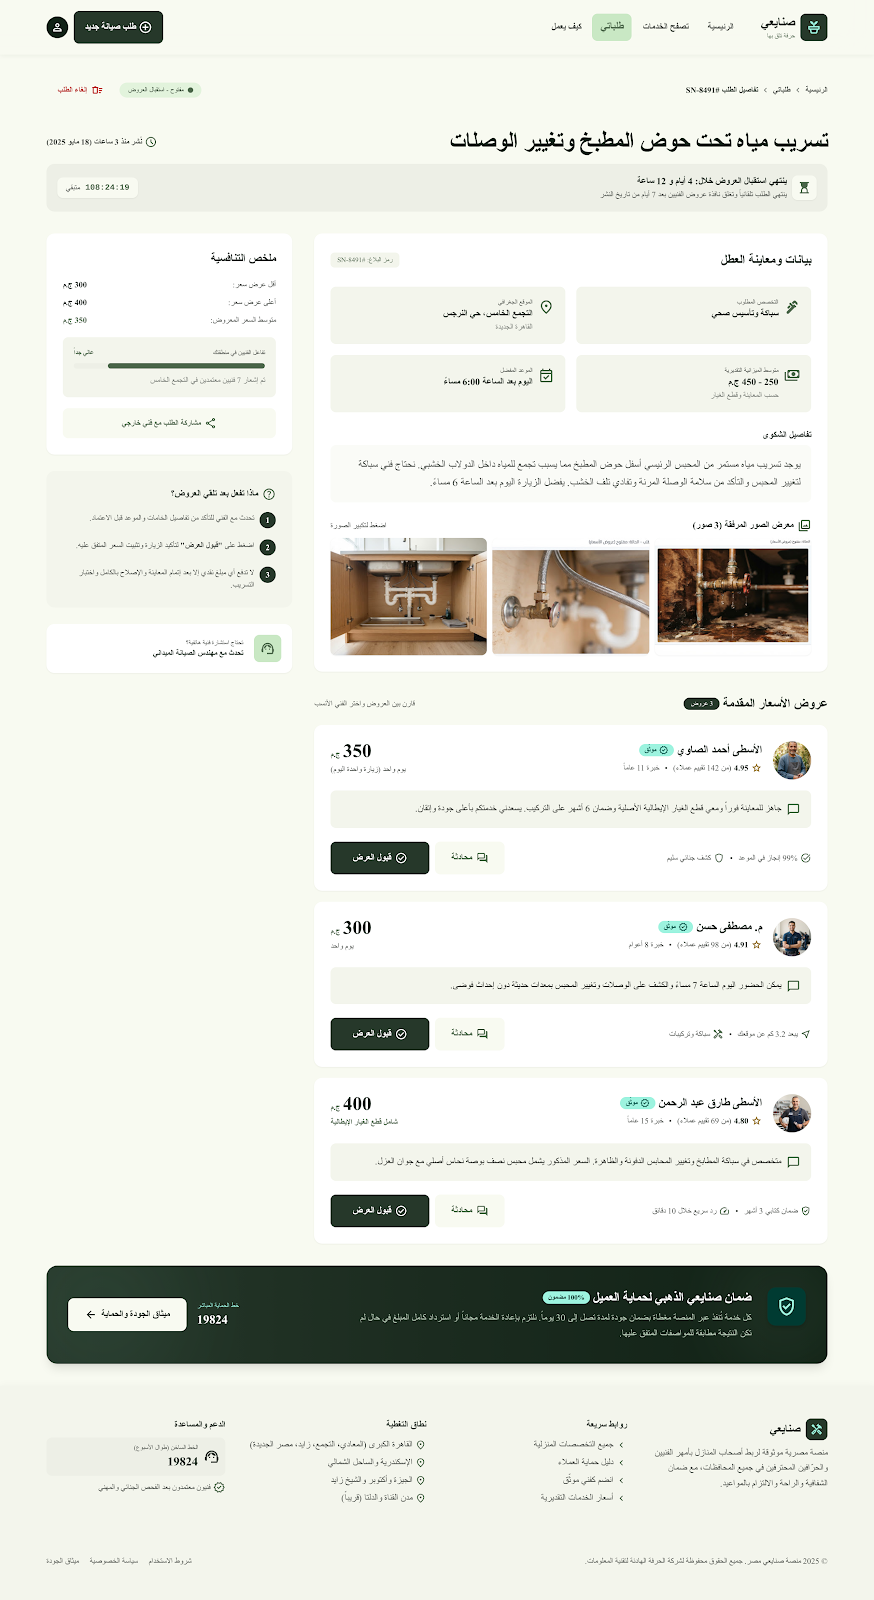 صنايعي
حرفة تثق بها
الرئيسية
تصفح الخدمات
طلباتي
كيف يعمل
طلب صيانة جديد
الرئيسية
طلباتي
تفاصيل الطلب #SN-8491
مفتوح - استقبال العروض
إلغاء الطلب
تسريب مياه تحت حوض المطبخ وتغيير الوصلات
نُشر منذ 3 ساعات (18 مايو 2025)
ينتهي استقبال العروض خلال: 4 أيام و 12 ساعة
ينتهي الطلب تلقائياً وتغلق نافذة عروض الفنيين بعد 7 أيام من تاريخ النشر
متبقي 108:24:19
بيانات ومعاينة العطل
رمز البلاغ: #SN-8491
التخصص المطلوب
سباكة وتأسيس صحي
الموقع الجغرافي
التجمع الخامس، حي النرجس
القاهرة الجديدة
متوسط الميزانية التقديرية
250 - 450 ج.م
حسب المعاينة وقطع الغيار
الموعد المفضل
اليوم بعد الساعة 6:00 مساءً
تفاصيل الشكوى
يوجد تسريب مياه مستمر من المحبس الرئيسي أسفل حوض المطبخ مما يسبب تجمع للمياه داخل الدولاب الخشبي. نحتاج فني سباكة
لتغيير المحبس والتأكد من سلامة الوصلة المرنة وتفادي تلف الخشب. يفضل الزيارة اليوم بعد الساعة 6 مساءً.
معرض الصور المرفقة (3 صور)
اضغط لتكبير الصورة
ملخص التنافسية
أقل عرض سعر:
300 ج.م
أعلى عرض سعر:
400 ج.م
متوسط السعر المعروض:
350 ج.م
تفاعل الفنيين في منطقتك
عالي جداً
تم إشعار 7 فنيين معتمدين في التجمع الخامس
مشاركة الطلب مع فني خارجي
ماذا تفعل بعد تلقي العروض؟
1 تحدث مع الفني للتأكد من تفاصيل الخامات والموعد قبل الاعتماد.
2 اضغط على "قبول العرض" لتأكيد الزيارة وتثبيت السعر المتفق عليه.
3 لا تدفع أي مبلغ نقدي إلا بعد إتمام المعاينة والإصلاح بالكامل واختبار
التسريب.
تحتاج استشارة فنية هاتفية؟
تحدث مع مهندس الصيانة الميداني
عروض الأسعار المقدمة
3 عروض
قارن بين العروض واختر الفني الأنسب
الأسطى أحمد الصاوي
موثق
4.95 (من 142 تقييم عملاء) • خبرة 11 عاماً
350 ج.م
يوم واحد (زيارة واحدة اليوم)
جاهز للمعاينة فوراً ومعي قطع الغيار الإيطالية الأصلية وضمان 6 أشهر على التركيب. يسعدني خدمتكم بأعلى جودة وإتقان.
99% إنجاز في الموعد • كشف جنائي سليم
محادثة
قبول العرض
م. مصطفى حسن
موثق
4.91 (من 98 تقييم عملاء) • خبرة 8 أعوام
300 ج.م
يوم واحد
يمكن الحضور اليوم الساعة 7 مساءً والكشف على الوصلات وتغيير المحبس بمعدات حديثة دون إحداث فوضى.
يبعد 3.2 كم عن موقعك • سباكة وتركيبات
محادثة
قبول العرض
الأسطى طارق عبد الرحمن
موثق
4.80 (من 69 تقييم عملاء) • خبرة 15 عاماً
400 ج.م
شامل قطع الغيار الإيطالية
متخصص في سباكة المطابخ وتغيير المحابس الدفونة والظاهرة. السعر المذكور يشمل محبس نصف بوصة نحاس أصلي مع جوان العزل.
ضمان كتابي 3 أشهر • رد سريع خلال 10 دقائق
محادثة
قبول العرض
ضمان صنايعي الذهبي لحماية العميل
100% مضمون
كل خدمة تُنفذ عبر المنصة مغطاة بضمان جودة لمدة تصل إلى 30 يوماً. نلتزم بإعادة الخدمة مجاناً أو استرداد كامل المبلغ في حال لم
تكن النتيجة مطابقة للمواصفات المتفق عليها.
خط الحماية المباشر
19824
ميثاق الجودة والحماية
صنايعي
منصة مصرية موثوقة لربط أصحاب المنازل بأمهر الفنيين
والحرّافين المحترفين في جميع المحافظات، مع ضمان
الشفافية والراحة والالتزام بالمواعيد.
روابط سريعة
جميع التخصصات المنزلية
دليل حماية العملاء
انضم كفني موثّق
أسعار الخدمات التقديرية
نطاق التغطية
القاهرة الكبرى (المعادي، التجمع، زايد، مصر الجديدة)
الإسكندرية والساحل الشمالي
الجيزة وأكتوبر والشيخ زايد
مدن القناة والدلتا (قريباً)
الدعم والمساعدة
الخط الساخن (طوال الأسبوع)
19824
فنيون معتمدون بعد الفحص الجنائي والمهني
© 2025 منصة صنايعي مصر. جميع الحقوق محفوظة لشركة الحرفة الهادئة لتقنية المعلومات.
شروط الاستخدام
سياسة الخصوصية
ميثاق الجودة